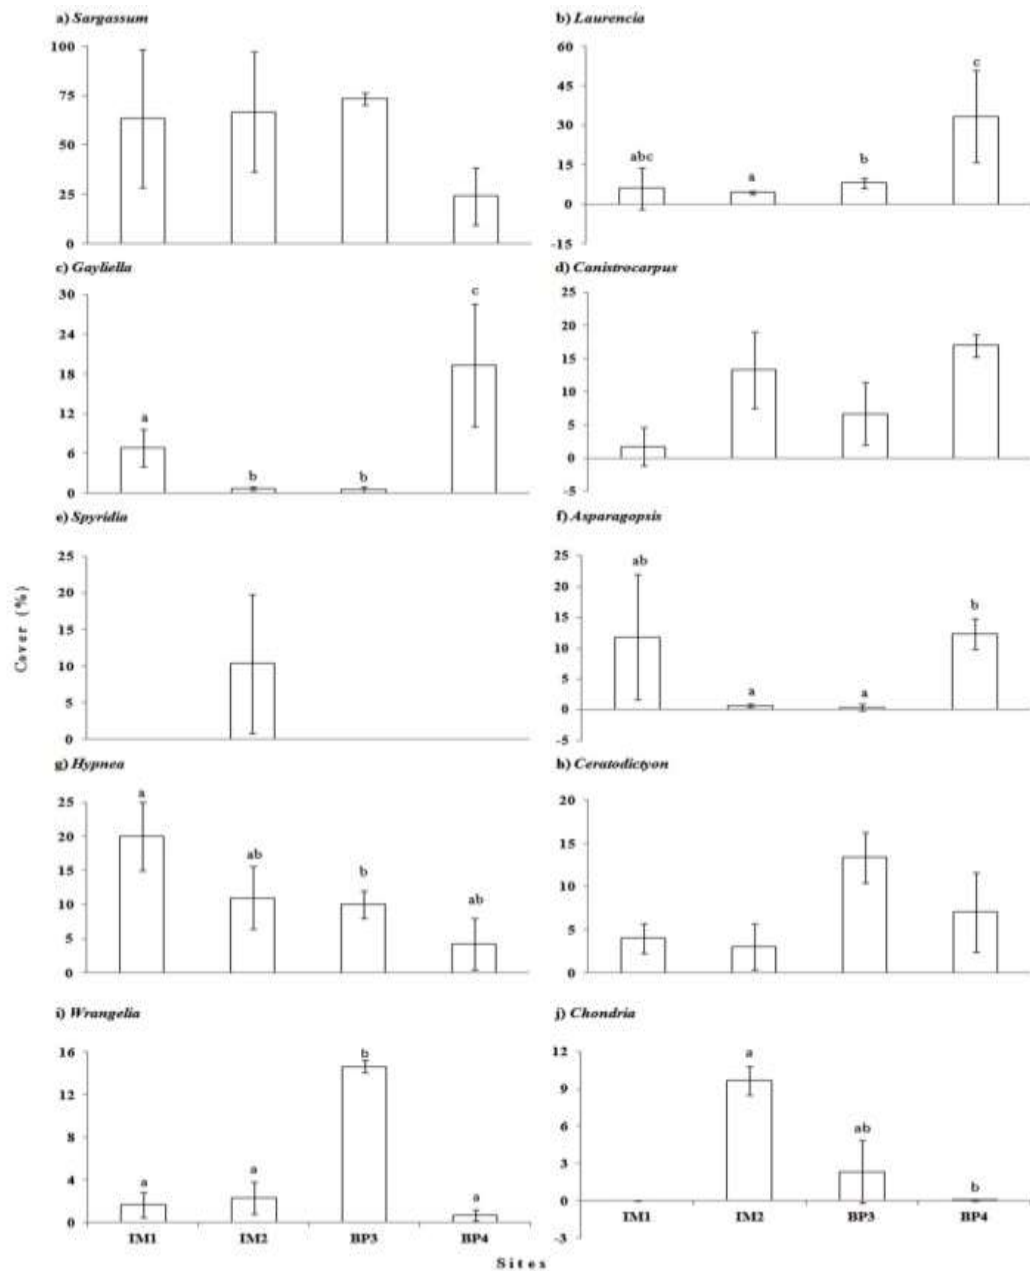 a) Sargassum
100
75
50
25
0
b) Laurencia
60
45
30
15
0
-15
abc
a
b
c
c) Gayliella
30
24
18
12
6
0
a
b
b
c
d) Canistrocarpus
25
20
15
10
5
0
-5
e) Spyridia
25
20
15
10
5
0
f) Asparagopsis
25
20
15
10
5
0
-5
ab
a
a
b
Cover (%)
g) Hypnea
25
20
15
10
5
0
a
ab
b
ab
h) Ceratodictyon
20
15
10
5
0
i) Wrangelia
16
12
8
4
0
a
a
b
a
IM1 IM2 BP3 BP4
j) Chondria
12
9
6
3
0
-3
a
ab
b
IM1 IM2 BP3 BP4
Sites